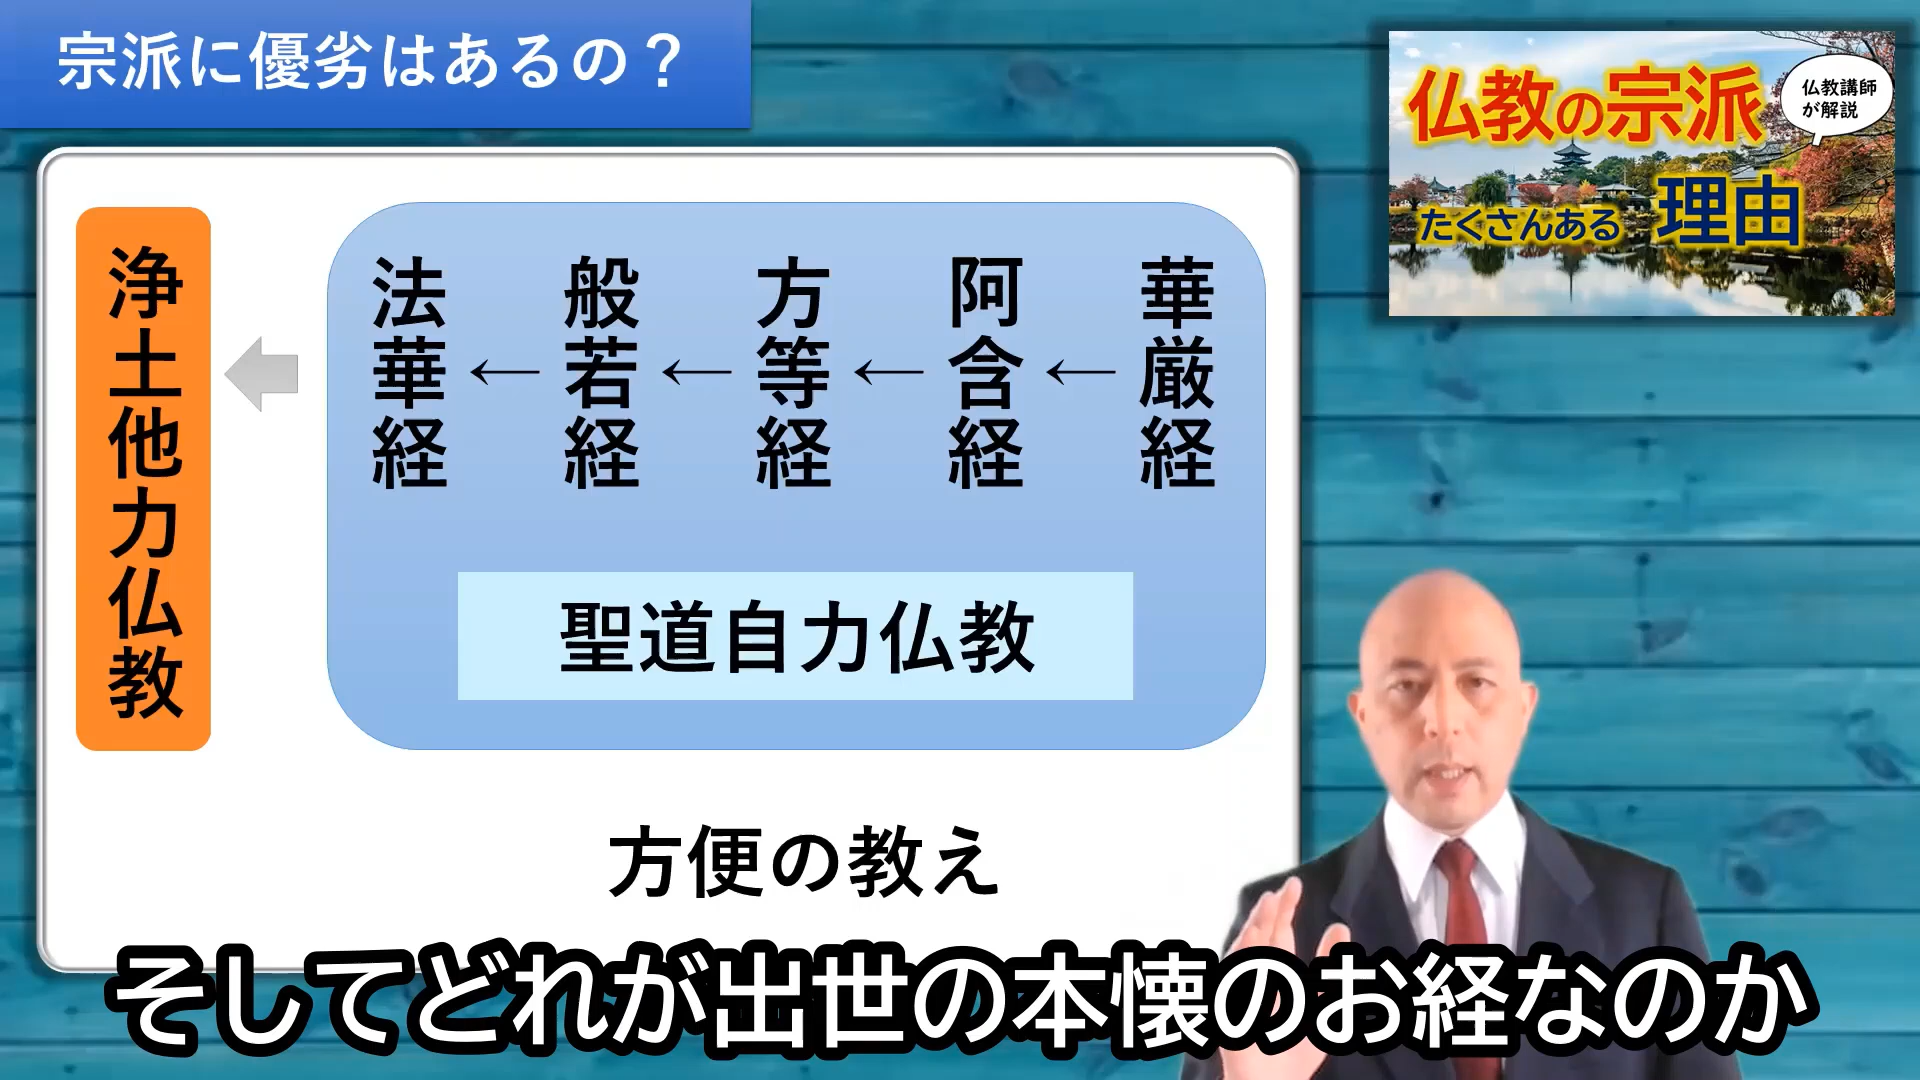 宗派に優劣はあるの？
仏教の宗派
たくさんある 理由
仏教講師
が解説
華厳経
←
阿含経
←
方等経
←
般若経
←
法華経
聖道自力仏教
浄土他力仏教
方便の教え
そしてどれが出世の本懐のお経なのか